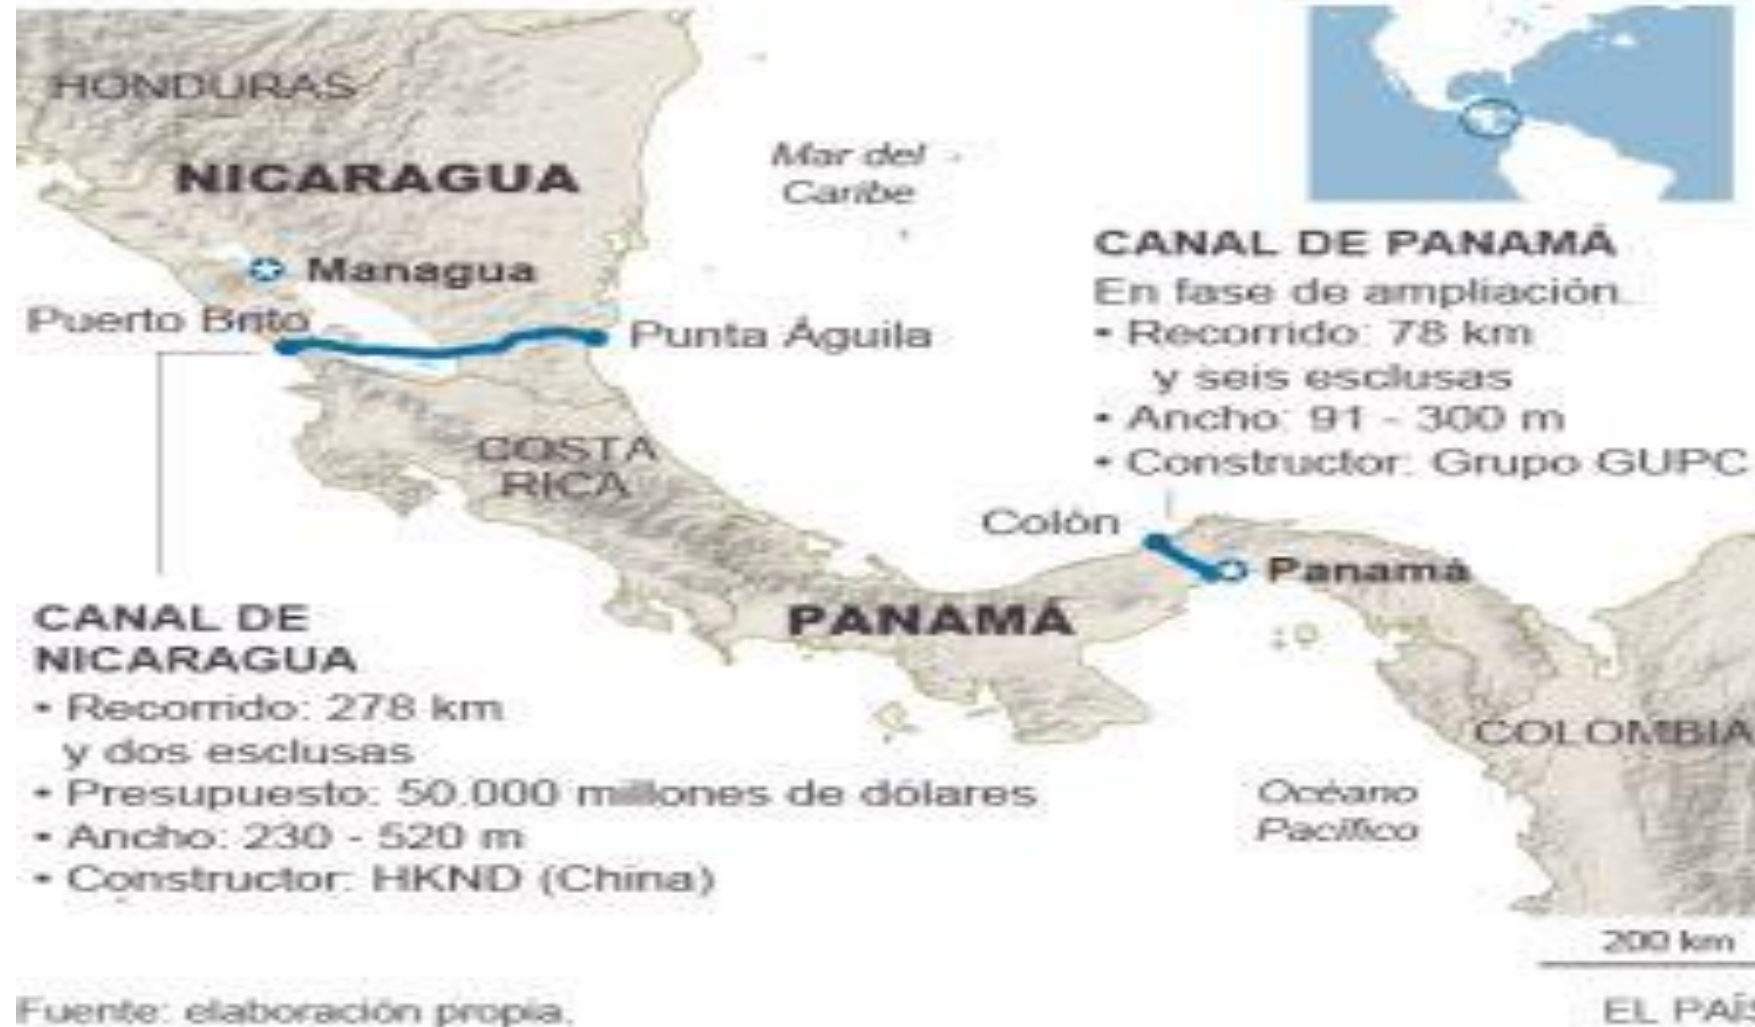 HONDURAS
NICARAGUA
Mar del
Caribe
Managua
Puerto Brito
Punta Águila
COSTA
RICA
CANAL DE PANAMÁ
En fase de ampliación.
• Recorrido: 78 km
y seis esclusas
• Ancho: 91 - 300 m
• Constructor: Grupo GUPC
Colón
Panamá
PANAMÁ
CANAL DE
NICARAGUA
• Recorrido: 278 km
y dos esclusas
• Presupuesto: 50.000 millones de dólares
• Ancho: 230 - 520 m
• Constructor: HKND (China)
COLOMBIA
Océano
Pacífico
200 km
Fuente: elaboración propia.
EL PAÍS